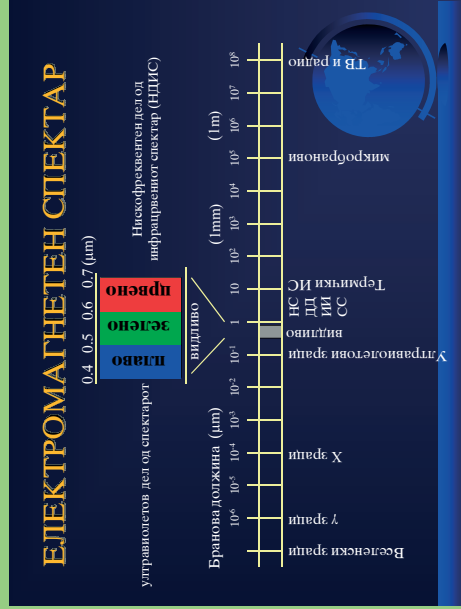 ЕЛЕКТРОМАГНЕТЕН СПЕКТАР
0.4 0.5 0.6 0.7 (μm)
ултравиолетов дел од спектарот
плаво
зелено
црвено
Нискофреквентен дел од
инфрацрвениот спектар (НДИС)
видливо
Бранова должина (μm)
(1mm)
(1m)
10⁻⁶ 10⁻⁵ 10⁻⁴ 10⁻³ 10⁻² 10⁻¹ 1 10 10² 10³ 10⁴ 10⁵ 10⁶ 10⁷ 10⁸
Вселенски зраци
γ зраци
X зраци
Ултравиолетови зраци
видливо
НС
ДД
ИИ
СС
Термички ИС
микробранови
ТВ и радио